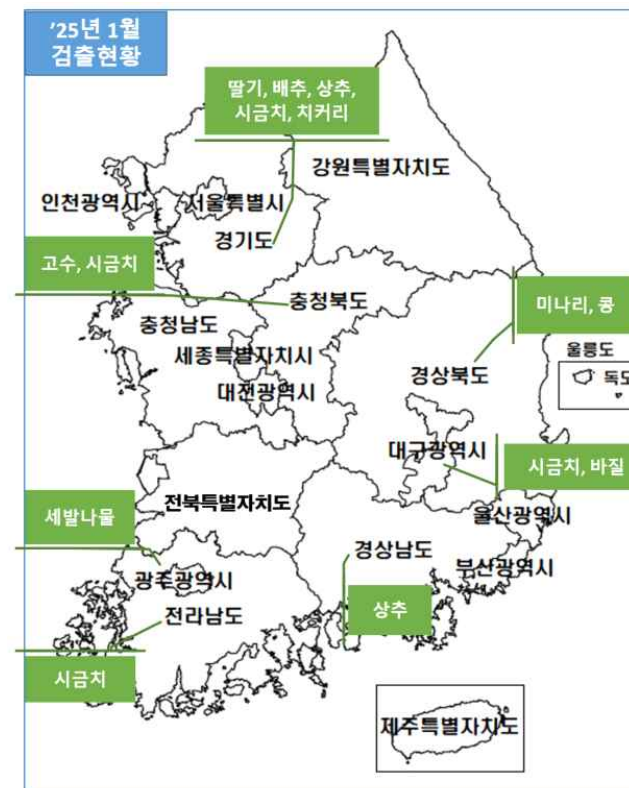 '25년 1월
검출현황
딸기, 배추, 상추,
시금치, 치커리
강원특별자치도
인천광역시
서울특별시
경기도
고수, 시금치
충청북도
미나리, 콩
충청남도
세종특별자치시
울릉도
경상북도
독도
대전광역시
대구광역시
시금치, 바질
전북특별자치도
세발나물
울산광역시
경상남도
부산광역시
광주광역시
전라남도
상추
시금치
제주특별자치도